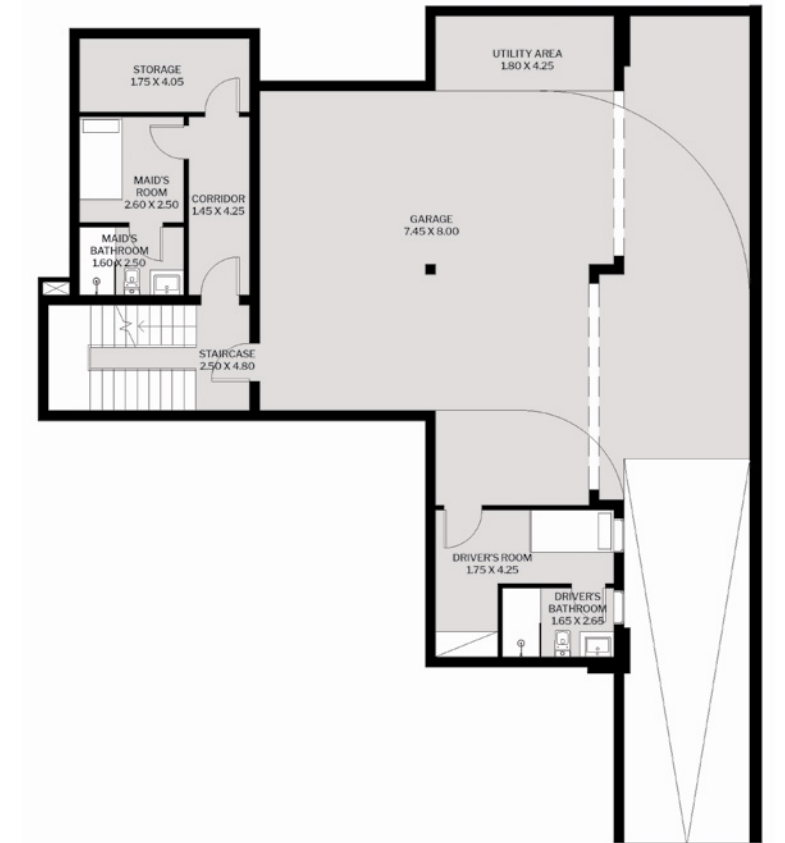 UTILITY AREA
1.80 X 4.25
STORAGE
1.75 X 4.05
MAID'S
ROOM
2.60 X 2.50
CORRIDOR
1.45 X 4.25
GARAGE
7.45 X 8.00
MAID'S
BATHROOM
1.60 X 2.50
STAIRCASE
2.50 X 4.80
DRIVER'S ROOM
1.75 X 4.25
DRIVER'S
BATHROOM
1.65 X 2.65